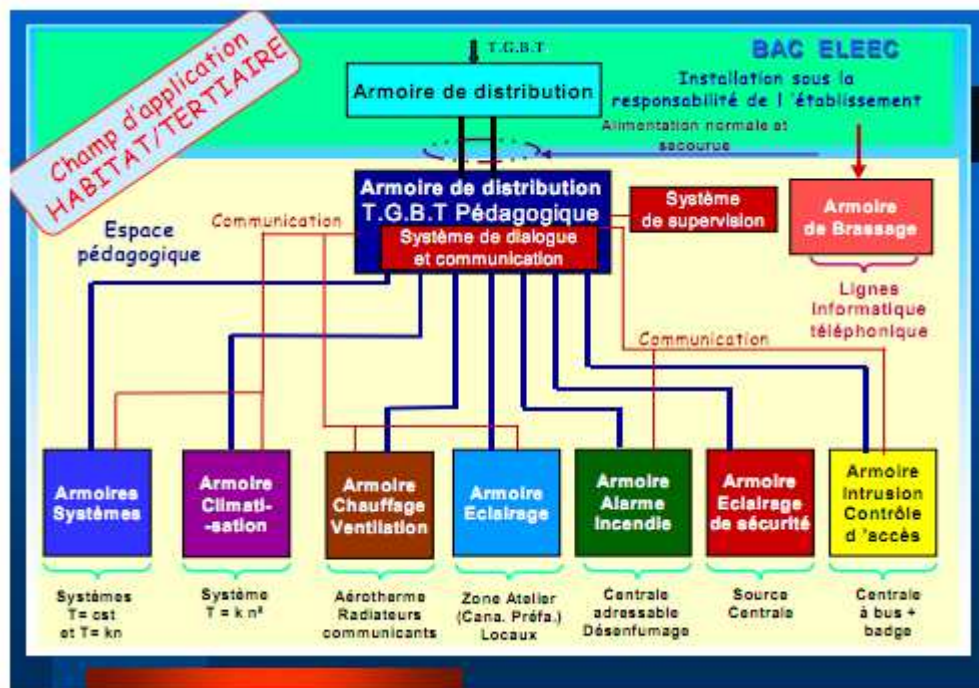 Champ d'application
HABITAT/TERTIAIRE
T.G.B.T
BAC ELEEC
Armoire de distribution
Installation sous la
responsabilité de l 'établissement
Alimentation normale et
secourue
Armoire de distribution
T.G.B.T Pédagogique
Système de dialogue
et communication
Système
de supervision
Armoire
de Brassage
Communication
Espace
pédagogique
Lignes
Informatique
téléphonique
Communication
Armoires
Systèmes
Armoire
Climati-
-sation
Armoire
Chauffage
Ventilation
Armoire
Eclairage
Armoire
Alarme
Incendie
Armoire
Eclairage
de sécurité
Armoire
Intrusion
Contrôle
d 'accès
Systèmes
T= cst
et T= kn
Système
T = k n²
Aérotherme
Radiateurs
communicants
Zone Atelier
(Cana. Préfa.)
Locaux
Centrale
adressable
Désenfumage
Source
Centrale
Centrale
à bus +
badge